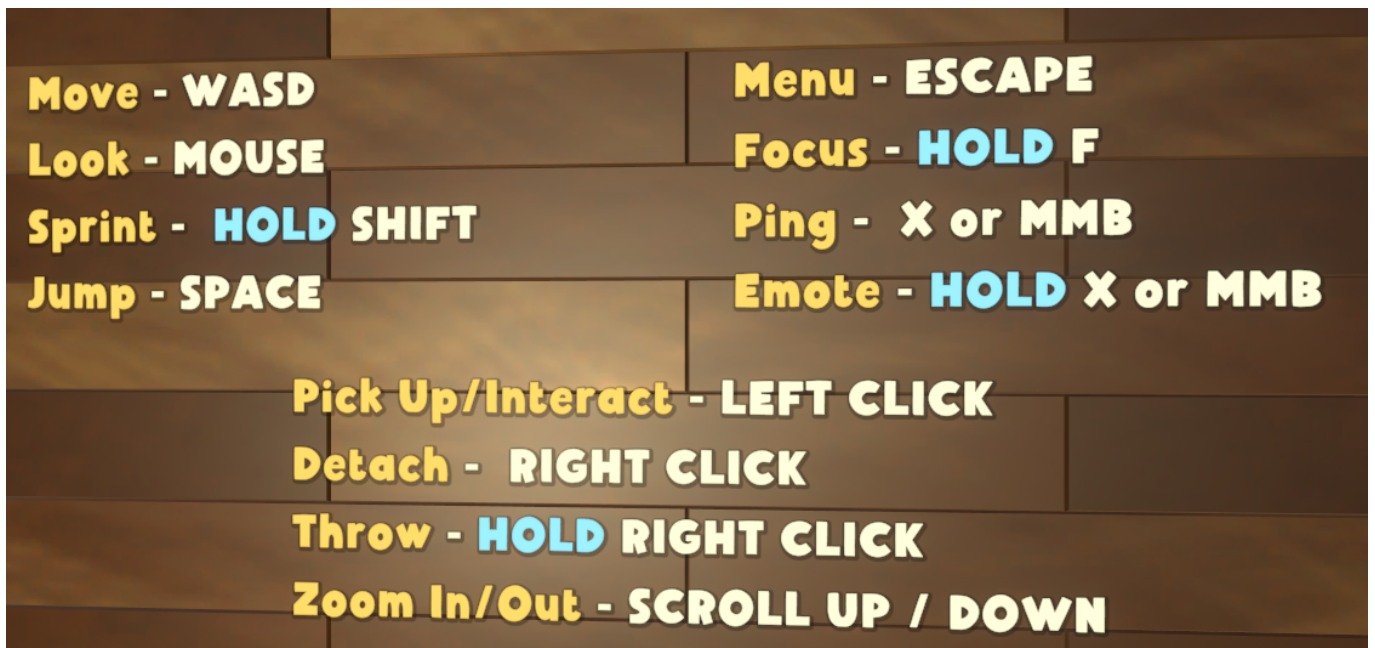 Move - WASD
Look - MOUSE
Sprint - HOLD SHIFT
Jump - SPACE
Menu - ESCAPE
Focus - HOLD F
Ping - X or MMB
Emote - HOLD X or MMB
Pick Up/Interact - LEFT CLICK
Detach - RIGHT CLICK
Throw - HOLD RIGHT CLICK
Zoom In/Out - SCROLL UP / DOWN